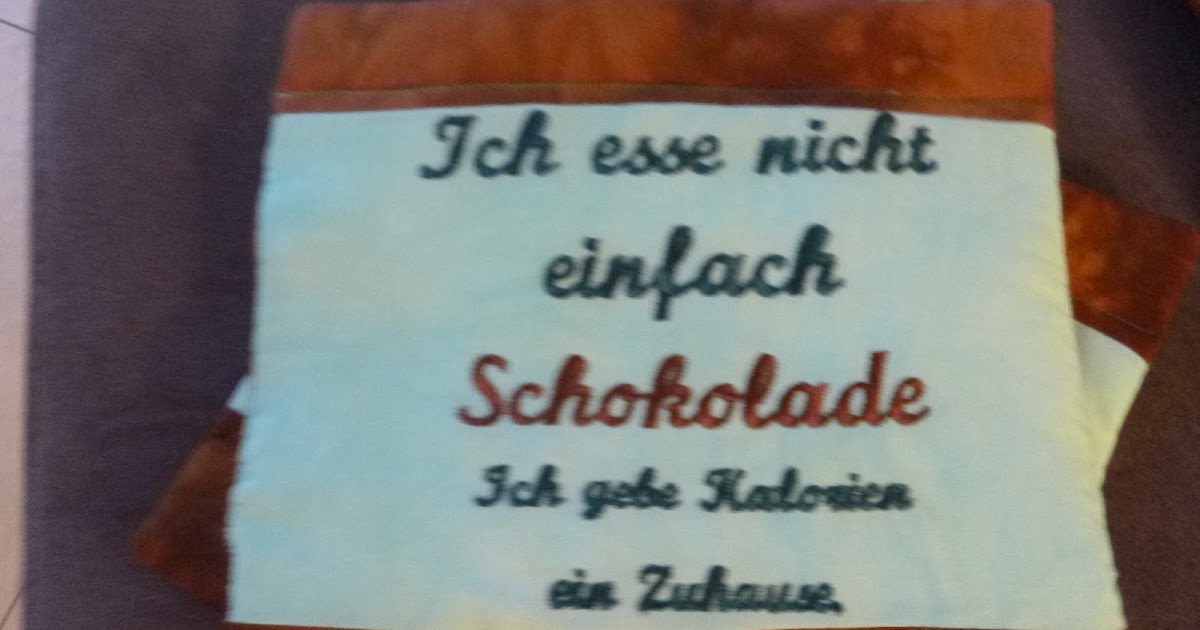 Ich esse nicht
einfach
Schokolade
Ich gebe Kalorien
ein Zuhause.